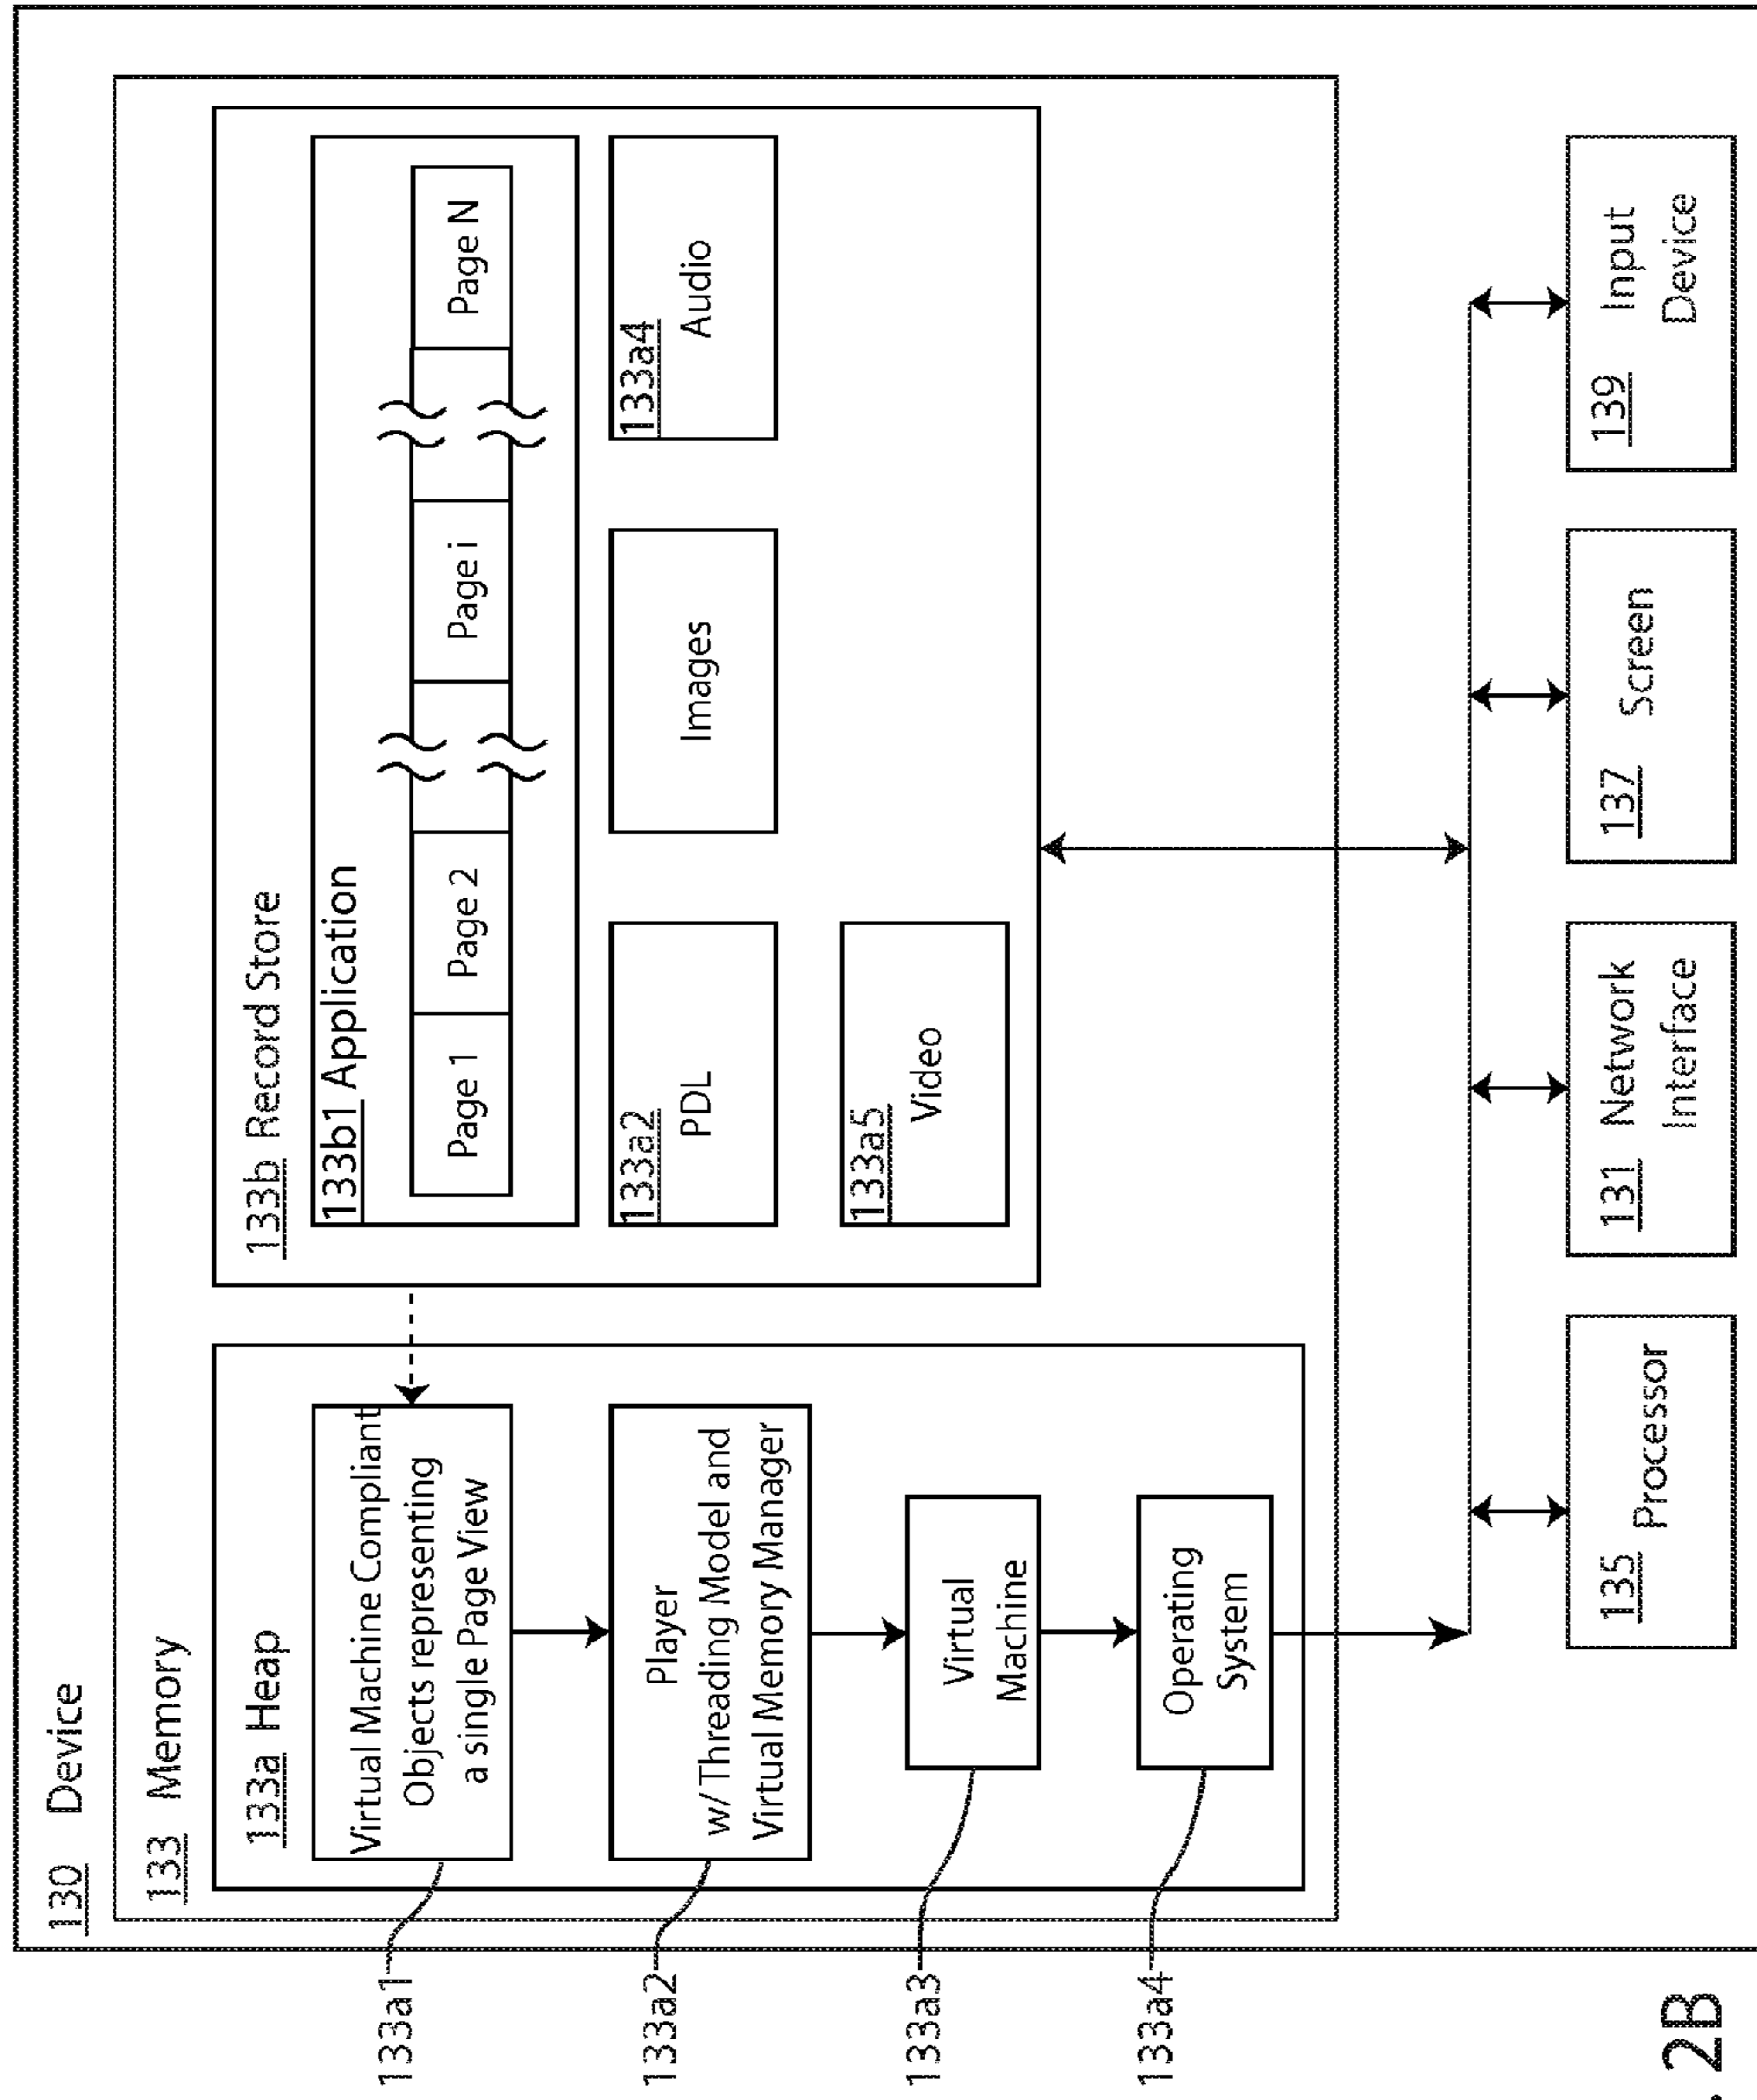 130 Device
133 Memory
133a Heap
Virtual Machine Compliant
Objects representing
a single Page View
Player
w/ Threading Model and
Virtual Memory Manager
Virtual
Machine
Operating
System
133a1
133a2
133a3
133a4
133b Record Store
133b1 Application
Page 1
Page 2
Page i
Page N
133a2
PDL
Images
133a4
Audio
133a5
Video
135 Processor
131 Network
Interface
137 Screen
139 Input
Device
. 2B